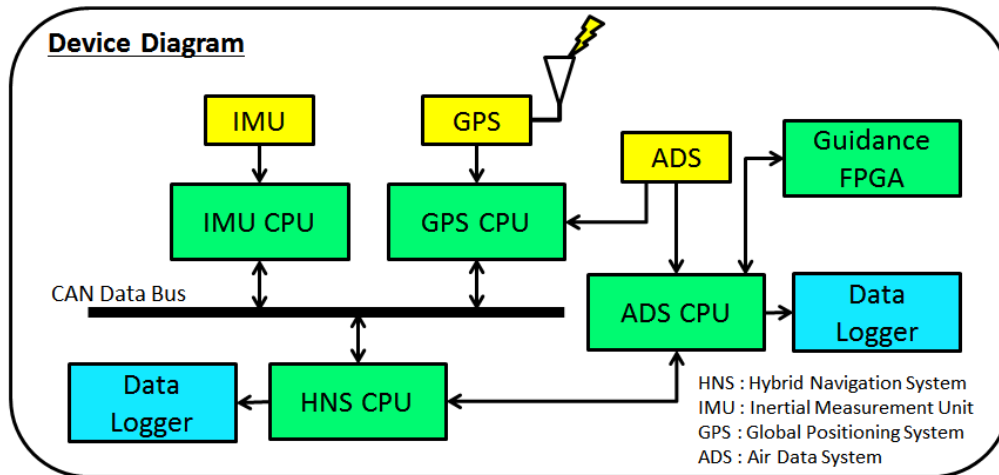 Device Diagram
IMU
GPS
ADS
Guidance
FPGA
IMU CPU
GPS CPU
CAN Data Bus
ADS CPU
Data
Logger
Data
Logger
HNS CPU
HNS : Hybrid Navigation System
IMU : Inertial Measurement Unit
GPS : Global Positioning System
ADS : Air Data System